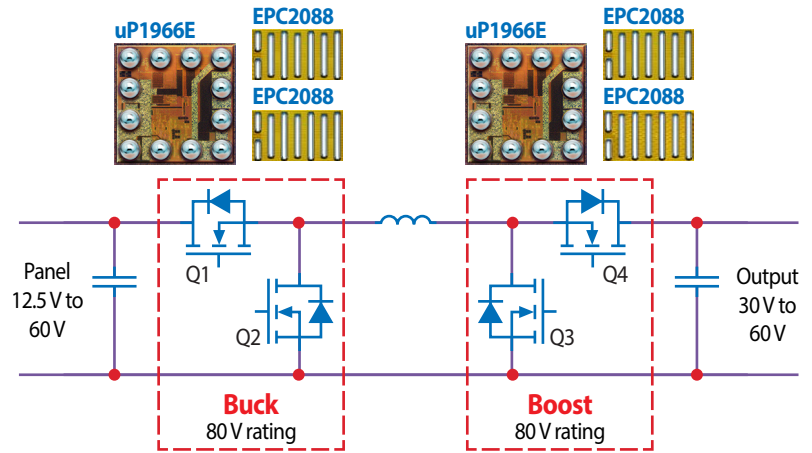 uP1966E
EPC2088
EPC2088
uP1966E
EPC2088
EPC2088
Panel
12.5 V to
60 V
Q1
Q2
Q4
Q3
Output
30 V to
60 V
Buck
80 V rating
Boost
80 V rating